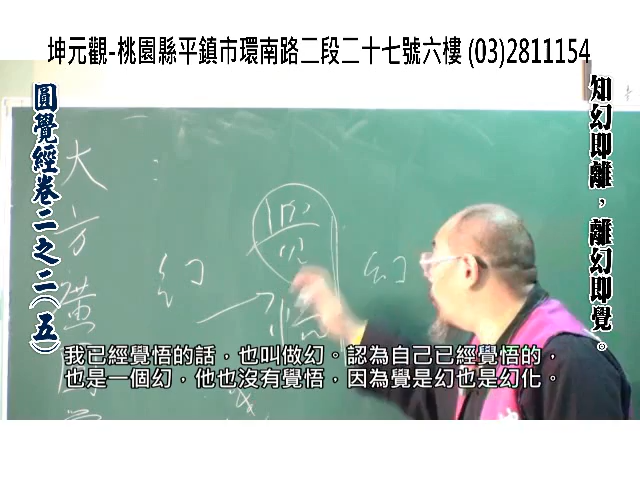 坤元觀-桃園縣平鎮市環南路二段二十七號六樓 (03)2811154
圓覺經卷二之二(五)
知幻即離，離幻即覺。
大方廣
幻
覺
幻
悟
我已經覺悟的話，也叫做幻。認為自己已經覺悟的，
也是一個幻，他也沒有覺悟，因為覺是幻也是幻化。